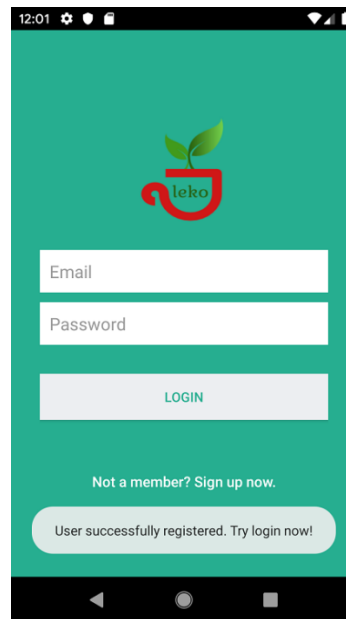 12:01
leko
Email
Password
LOGIN
Not a member? Sign up now.
User successfully registered. Try login now!